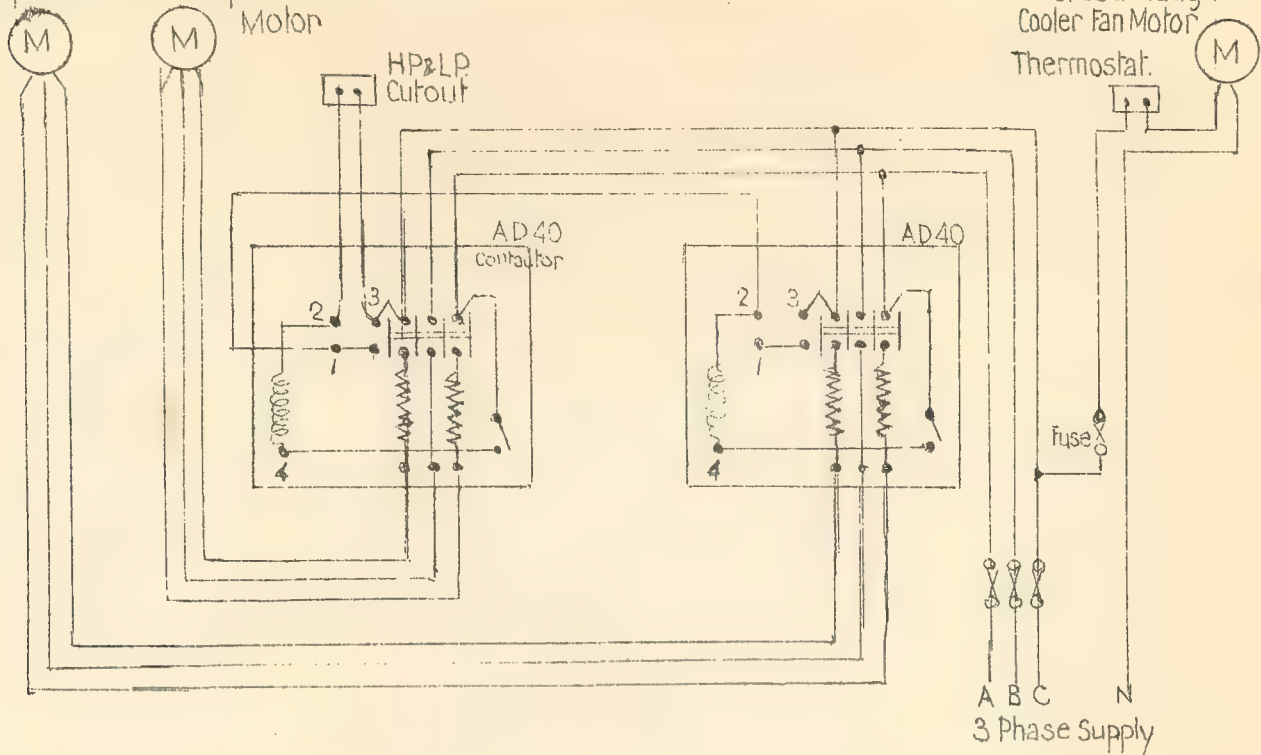 M
M
Motor
HP&LP
Cutout
Cooler Fan Motor
Thermostat.
M
AD40
Contactor
AD40
2
3
1
4
2
3
1
4
Fuse
A B C N
3 Phase Supply